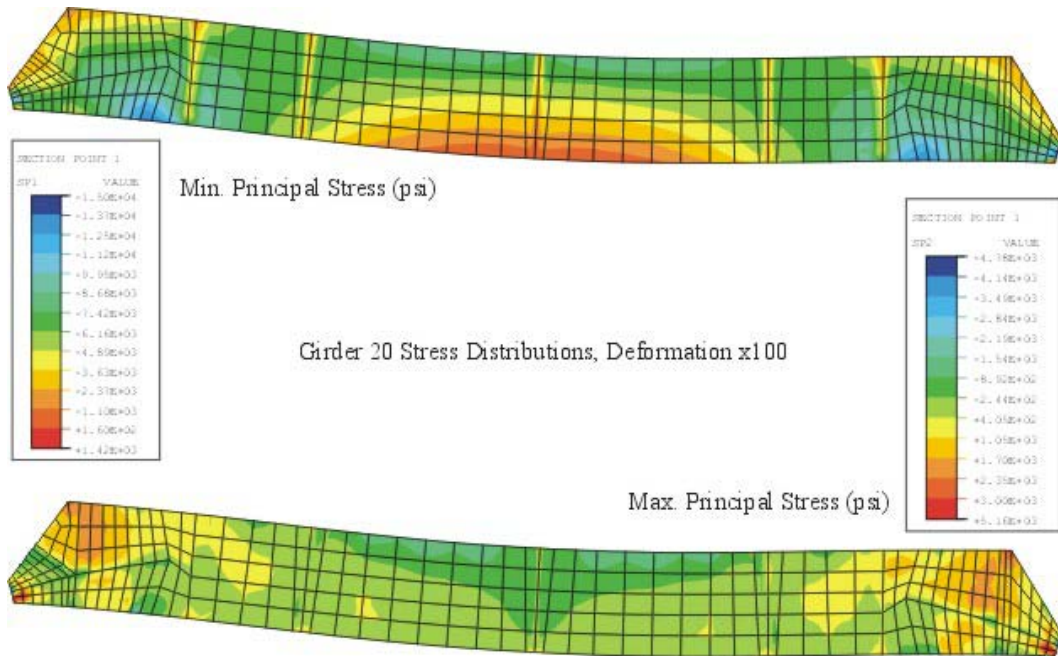 SECTION POINT 1
SP1 VALUE
-1.50E+04
-1.37E+04
-1.25E+04
-1.12E+04
-9.95E+03
-8.68E+03
-7.42E+03
-6.16E+03
-4.89E+03
-3.63E+03
-2.37E+03
-1.10E+03
+1.60E+02
+1.42E+03
Min. Principal Stress (psi)
SECTION POINT 1
SP2 VALUE
-4.14E+03
-3.49E+03
-2.84E+03
-2.19E+03
-1.54E+03
-8.92E+02
-2.44E+02
+4.05E+02
+1.05E+03
+1.70E+03
+2.35E+03
+3.00E+03
+5.16E+03
Girder 20 Stress Distributions, Deformation x100
Max. Principal Stress (psi)